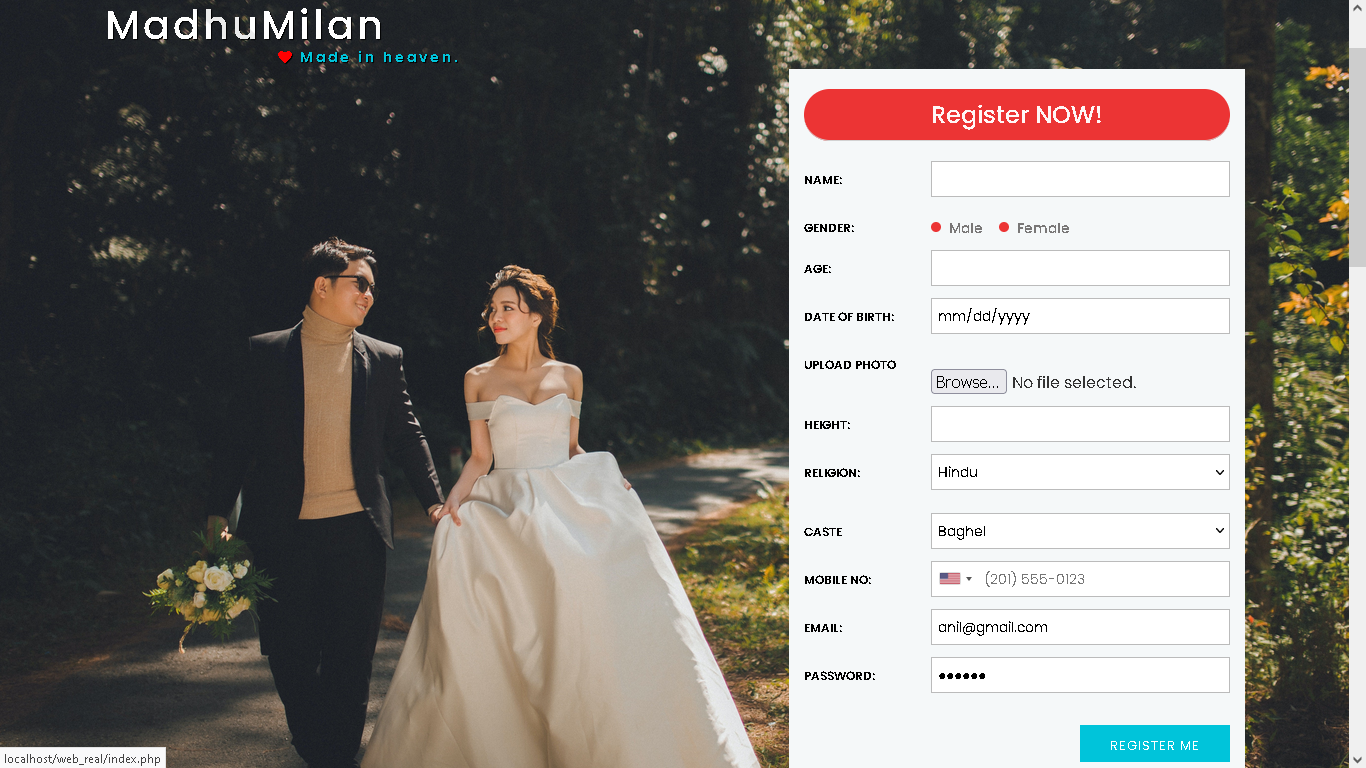 MadhuMilan
Made in heaven.
Register NOW!
NAME:
GENDER: Male Female
AGE:
DATE OF BIRTH: mm/dd/yyyy
UPLOAD PHOTO
Browse... No file selected.
HEIGHT:
RELIGION: Hindu
CASTE Baghel
MOBILE NO: (201) 555-0123
EMAIL: anil@gmail.com
PASSWORD: ••••••
REGISTER ME
localhost/web_real/index.php